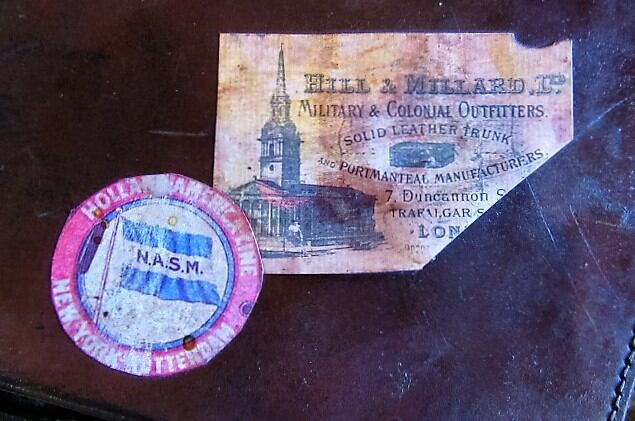 HILL & MILLARD, LD
MILITARY & COLONIAL OUTFITTERS.
SOLID LEATHER TRUNK
AND PORTMANTEAU MANUFACTURERS,
7, Duncannon S
TRAFALGAR S
LON
HOLLAND AMERICA LINE
N.A.S.M.
NEW-YORK-ROTTERDAM